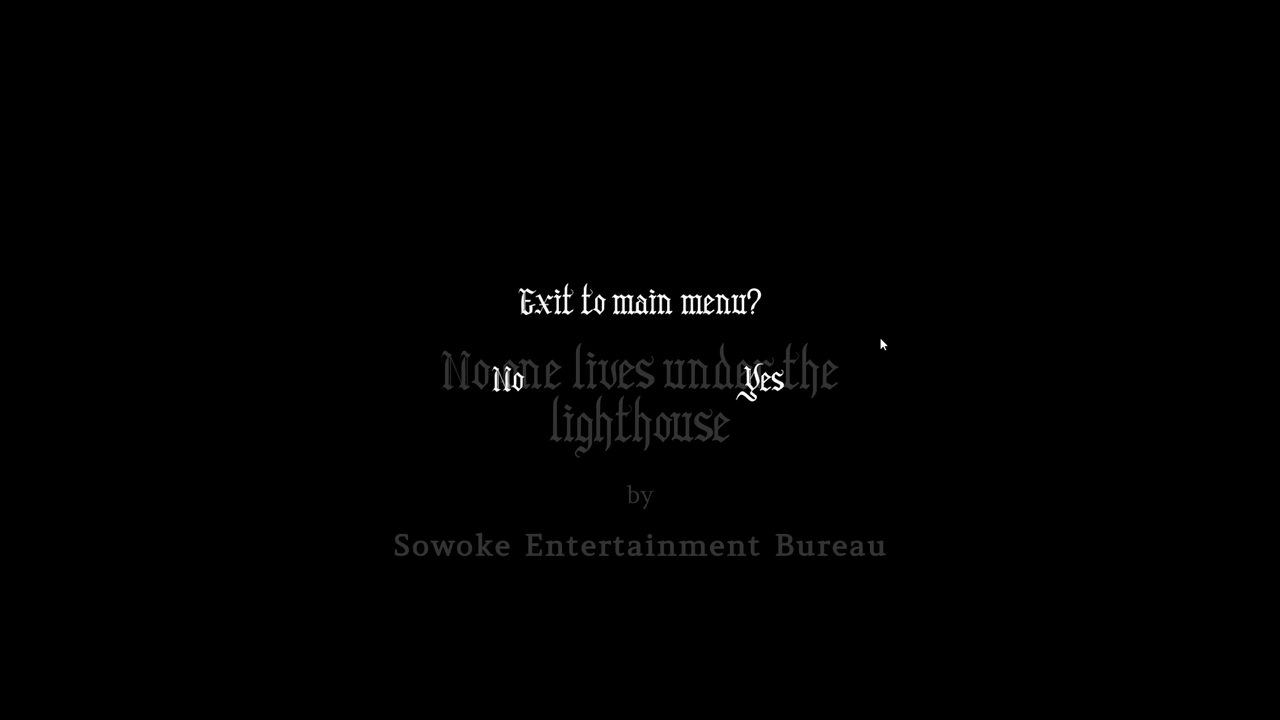 Exit to main menu?
No one lives under the
No Yes
lighthouse
by
Sowoke Entertainment Bureau